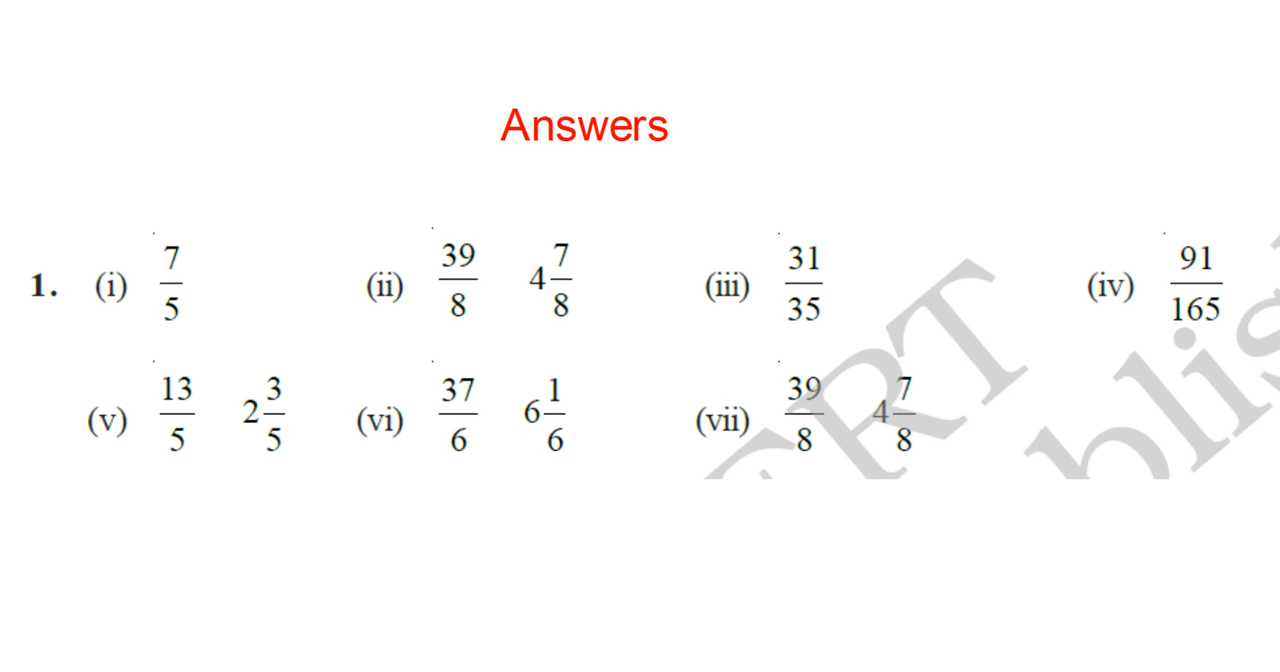 Answers
1. (i) 7/5 (ii) 39/8 4 7/8 (iii) 31/35 (iv) 91/165
(v) 13/5 2 3/5 (vi) 37/6 6 1/6 (vii) 39/8 4 7/8